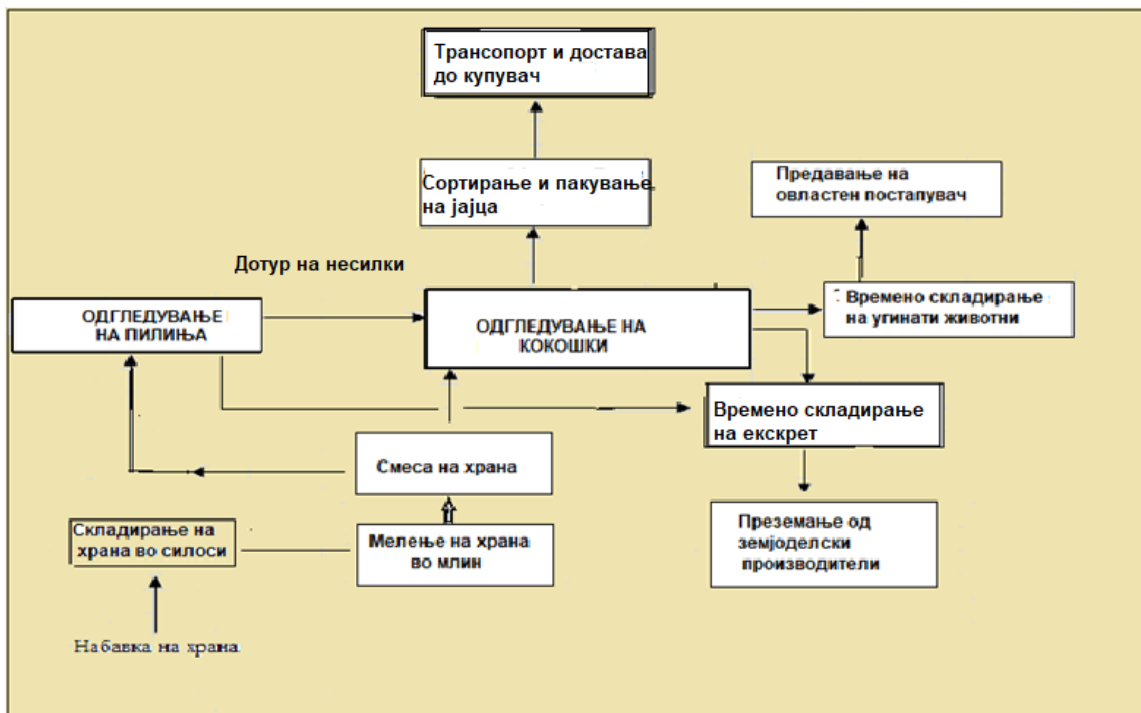 Трансопорт и достава
до купувач
Сортирање и пакување
на јајца
Предавање на
овластен постапувач
Дотур на несилки
ОДГЛЕДУВАЊЕ
НА ПИЛИЊА
ОДГЛЕДУВАЊЕ НА
КОКОШКИ
Времено складирање
на угинати животни
Времено складирање
на екскрет
Смеса на храна
Складирање на
храна во силоси
Мелење на храна
во млин
Преземање од
земјоделски
производители
Набавка на храна